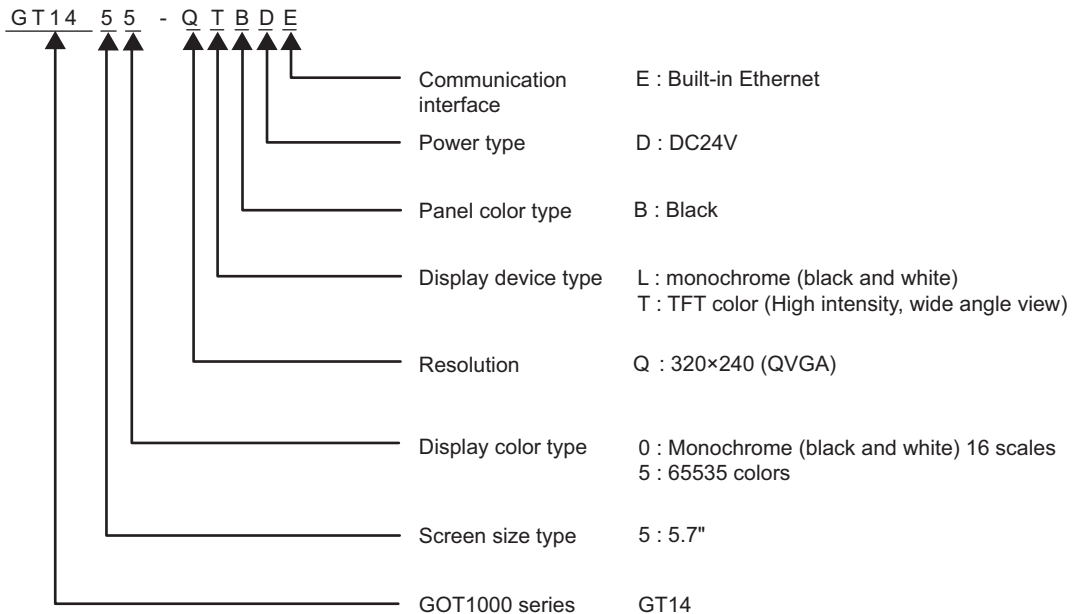 GT14 5 5 - Q T B D E
Communication interface E : Built-in Ethernet
Power type D : DC24V
Panel color type B : Black
Display device type L : monochrome (black and white)
T : TFT color (High intensity, wide angle view)
Resolution Q : 320×240 (QVGA)
Display color type 0 : Monochrome (black and white) 16 scales
5 : 65535 colors
Screen size type 5 : 5.7"
GOT1000 series GT14